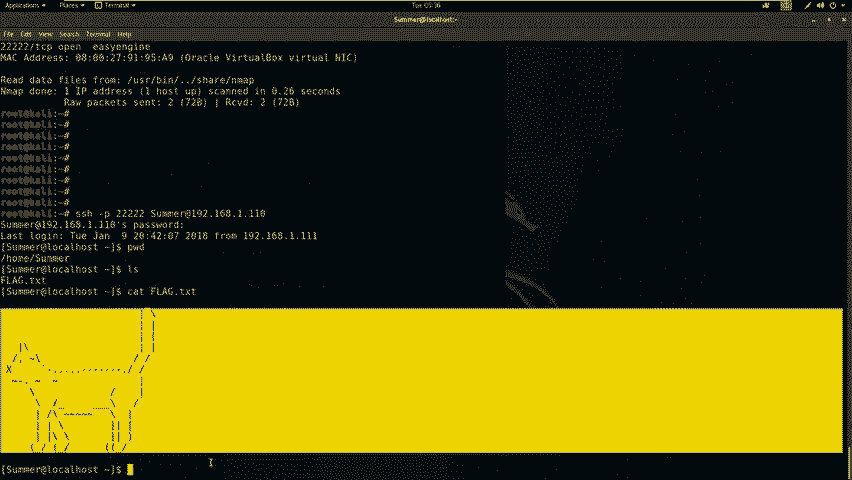 Applications Places Terminal Tue 05:36
Summer@localhost:~
File Edit View Search Terminal Help
22222/tcp open easyengine
MAC Address: 08:00:27:91:95:A9 (Oracle VirtualBox virtual NIC)
Read data files from: /usr/bin/../share/nmap
Nmap done: 1 IP address (1 host up) scanned in 0.26 seconds
Raw packets sent: 2 (72B) | Rcvd: 2 (72B)
root@kali:~#
root@kali:~#
root@kali:~#
root@kali:~#
root@kali:~#
root@kali:~#
root@kali:~#
root@kali:~#
root@kali:~#
root@kali:~# ssh -p 22222 Summer@192.168.1.110
Summer@192.168.1.110's password:
Last login: Tue Jan  9 20:42:07 2018 from 192.168.1.111
[Summer@localhost ~]$ pwd
/home/Summer
[Summer@localhost ~]$ ls
FLAG.txt
[Summer@localhost ~]$ cat FLAG.txt
[Summer@localhost ~]$